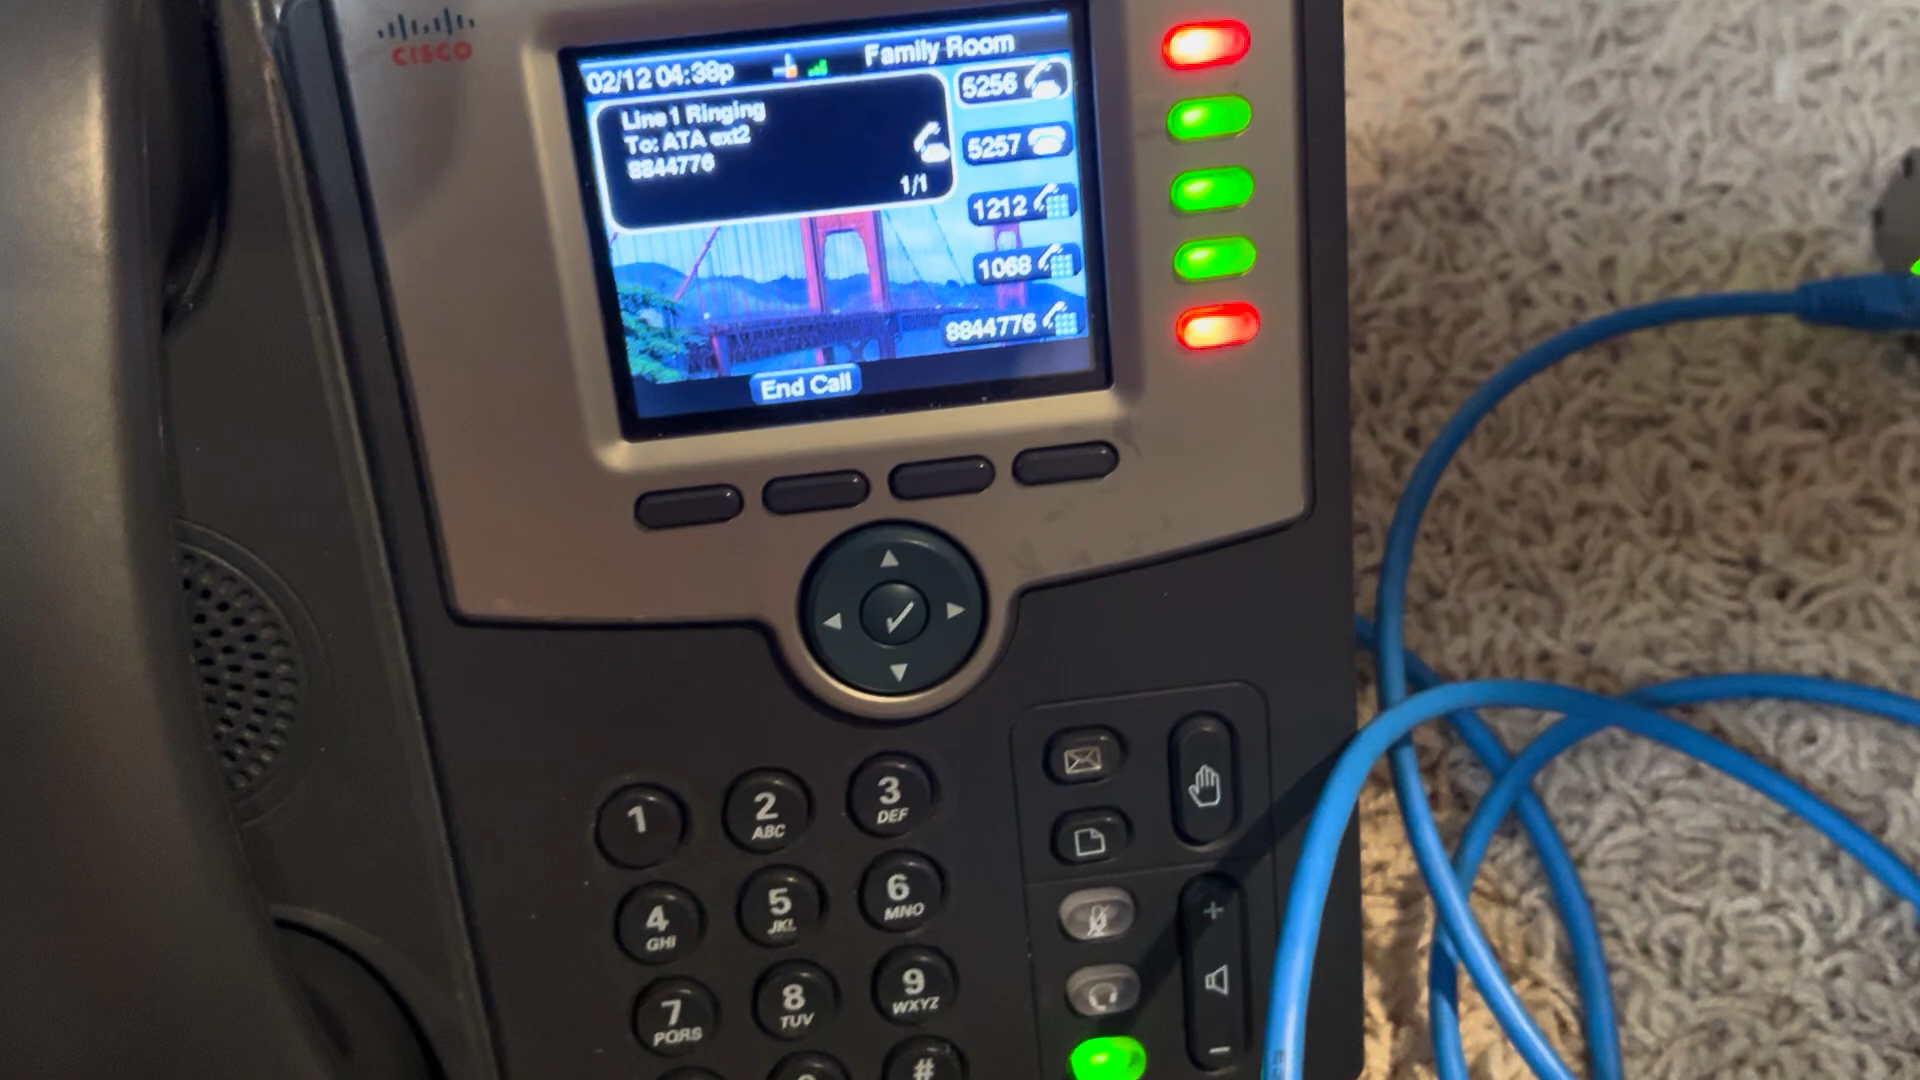 CISCO
02/12 04:39p
Family Room
Line 1 Ringing
To: ATA ext2
8844776
1/1
5256
5257
1212
1068
8844776
End Call
1
2
ABC
3
DEF
4
GHI
5
JKL
6
MNO
7
PQRS
8
TUV
9
WXYZ
#
+
−